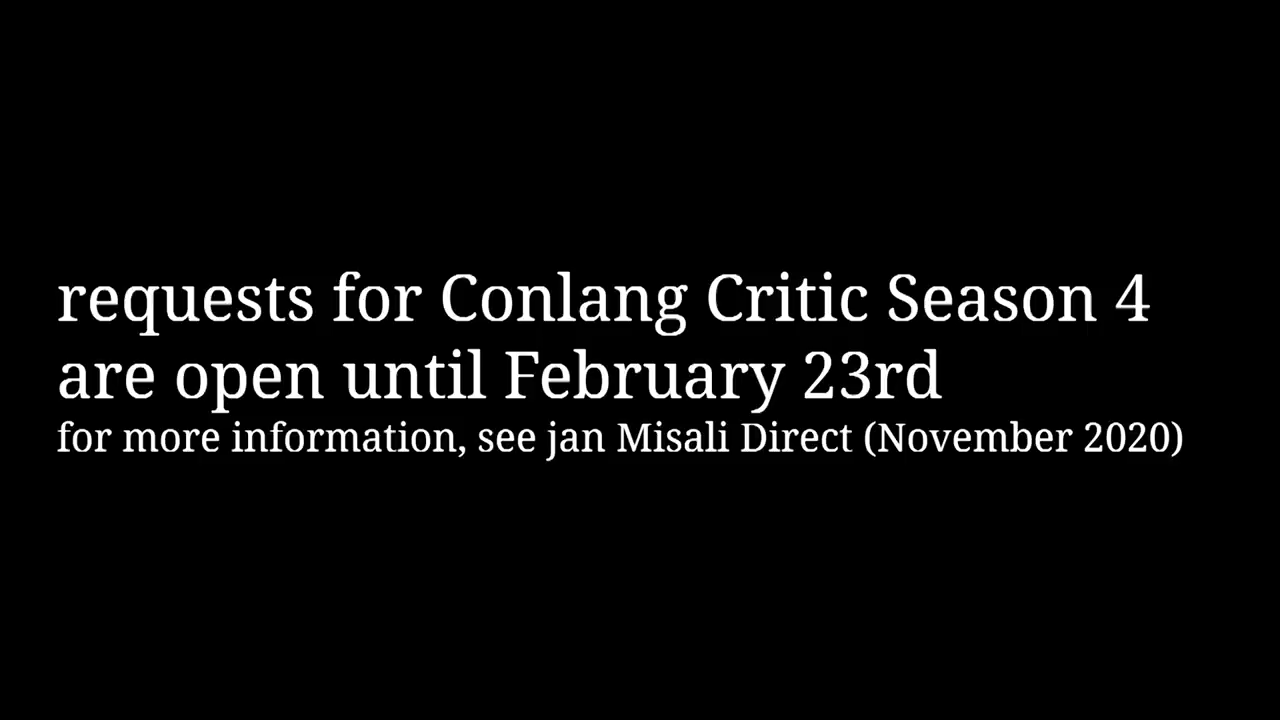 requests for Conlang Critic Season 4
are open until February 23rd
for more information, see jan Misali Direct (November 2020)